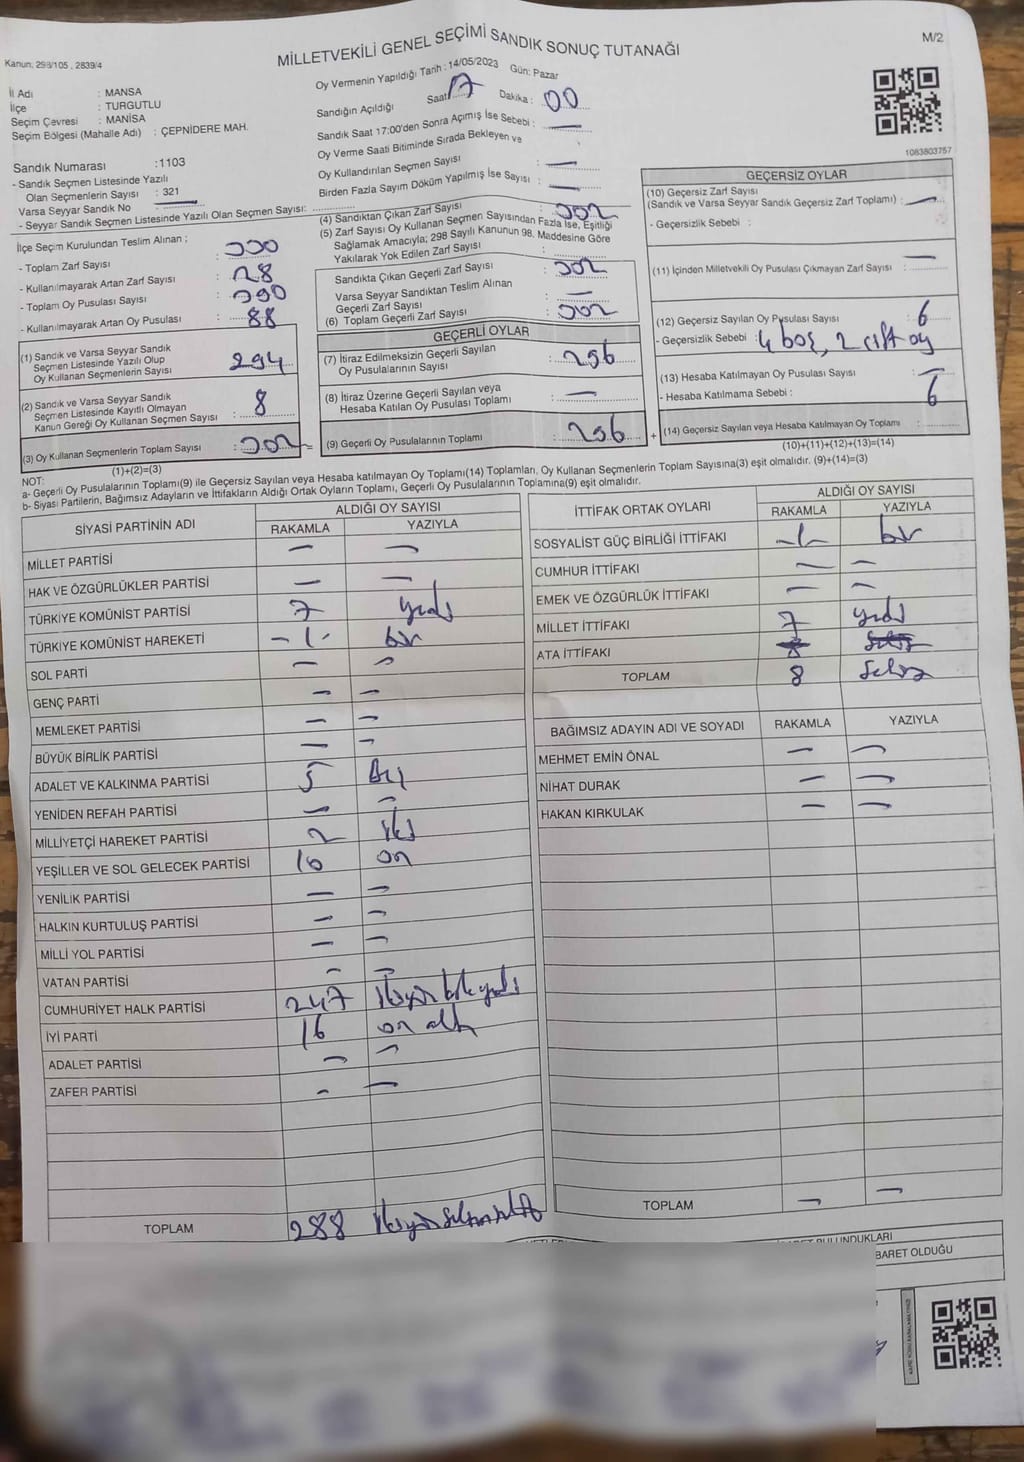 MİLLETVEKİLİ GENEL SEÇİMİ SANDIK SONUÇ TUTANAĞI
M/2
Kanun: 298/105 , 2839/4
İl Adı : MANSA
İlçe : TURGUTLU
Seçim Çevresi : MANİSA
Seçim Bölgesi (Mahalle Adı) : ÇEPNİDERE MAH.
Sandık Numarası :1103
- Sandık Seçmen Listesinde Yazılı
Olan Seçmenlerin Sayısı : 321
Varsa Seyyar Sandık No
- Seyyar Sandık Seçmen Listesinde Yazılı Olan Seçmen Sayısı:
İlçe Seçim Kurulundan Teslim Alınan ;
- Toplam Zarf Sayısı : 330
- Kullanılmayarak Artan Zarf Sayısı : 28
- Toplam Oy Pusulası Sayısı : 390
- Kullanılmayarak Artan Oy Pusulası : 88
(1) Sandık ve Varsa Seyyar Sandık
Seçmen Listesinde Yazılı Olup
Oy Kullanan Seçmenlerin Sayısı : 294
(2) Sandık ve Varsa Seyyar Sandık
Seçmen Listesinde Kayıtlı Olmayan
Kanun Gereği Oy Kullanan Seçmen Sayısı : 8
(3) Oy Kullanan Seçmenlerin Toplam Sayısı : 302 =
(1)+(2)=(3)
Oy Vermenin Yapıldığı Tarih : 14/05/2023 Gün: Pazar
Sandığın Açıldığı Saat: 17 Dakika : 00
Sandık Saat 17:00'den Sonra Açımış İse Sebebi : —
Oy Verme Saati Bitiminde Sırada Bekleyen ve
Oy Kullandırılan Seçmen Sayısı : —
Birden Fazla Sayım Döküm Yapılmış İse Sayısı : —
(4) Sandıktan Çıkan Zarf Sayısı : 302
(5) Zarf Sayısı Oy Kullanan Seçmen Sayısından Fazla İse, Eşitliği
Sağlamak Amacıyla; 298 Sayılı Kanunun 98. Maddesine Göre
Yakılarak Yok Edilen Zarf Sayısı :
Sandıkta Çıkan Geçerli Zarf Sayısı : 302
Varsa Seyyar Sandıktan Teslim Alınan
Geçerli Zarf Sayısı : —
(6) Toplam Geçerli Zarf Sayısı : 302
GEÇERLİ OYLAR
(7) İtiraz Edilmeksizin Geçerli Sayılan
Oy Pusulalarının Sayısı : 296
(8) İtiraz Üzerine Geçerli Sayılan veya
Hesaba Katılan Oy Pusulası Toplamı : —
(9) Geçerli Oy Pusulalarının Toplamı : 296 +
1083803757
GEÇERSİZ OYLAR
(10) Geçersiz Zarf Sayısı
(Sandık ve Varsa Seyyar Sandık Geçersiz Zarf Toplamı) : —
- Geçersizlik Sebebi :
(11) İçinden Milletvekili Oy Pusulası Çıkmayan Zarf Sayısı : —
(12) Geçersiz Sayılan Oy Pusulası Sayısı : 6
- Geçersizlik Sebebi : 4 boş, 2 çift oy
(13) Hesaba Katılmayan Oy Pusulası Sayısı : —
- Hesaba Katılmama Sebebi :
(14) Geçersiz Sayılan veya Hesaba Katılmayan Oy Toplamı : 6
(10)+(11)+(12)+(13)=(14)
NOT:
a- Geçerli Oy Pusulalarının Toplamı(9) ile Geçersiz Sayılan veya Hesaba katılmayan Oy Toplamı(14) Toplamları, Oy Kullanan Seçmenlerin Toplam Sayısına(3) eşit olmalıdır. (9)+(14)=(3)
b- Siyasi Partilerin, Bağımsız Adayların ve İttifakların Aldığı Ortak Oyların Toplamı, Geçerli Oy Pusulalarının Toplamına(9) eşit olmalıdır.
SİYASİ PARTİNİN ADI ALDIĞI OY SAYISI
RAKAMLA YAZIYLA
MİLLET PARTİSİ — —
HAK VE ÖZGÜRLÜKLER PARTİSİ — —
TÜRKİYE KOMÜNİST PARTİSİ 7 yedi
TÜRKİYE KOMÜNİST HAREKETİ -1- bir
SOL PARTİ — —
GENÇ PARTİ — —
MEMLEKET PARTİSİ — —
BÜYÜK BİRLİK PARTİSİ — —
ADALET VE KALKINMA PARTİSİ 5 Beş
YENİDEN REFAH PARTİSİ — —
MİLLİYETÇİ HAREKET PARTİSİ 2 iki
YEŞİLLER VE SOL GELECEK PARTİSİ 10 on
YENİLİK PARTİSİ — —
HALKIN KURTULUŞ PARTİSİ — —
MİLLİ YOL PARTİSİ — —
VATAN PARTİSİ — —
CUMHURİYET HALK PARTİSİ 247 ikiyüz kırk yedi
İYİ PARTİ 16 on altı
ADALET PARTİSİ — —
ZAFER PARTİSİ — —
TOPLAM 288 ikiyüz seksen sekiz
İTTİFAK ORTAK OYLARI ALDIĞI OY SAYISI
RAKAMLA YAZIYLA
SOSYALİST GÜÇ BİRLİĞİ İTTİFAKI -1- bir
CUMHUR İTTİFAKI — —
EMEK VE ÖZGÜRLÜK İTTİFAKI — —
MİLLET İTTİFAKI 7 yedi
ATA İTTİFAKI 8 Sekiz
TOPLAM 8 Sekiz
BAĞIMSIZ ADAYIN ADI VE SOYADI RAKAMLA YAZIYLA
MEHMET EMİN ÖNAL — —
NİHAT DURAK — —
HAKAN KIRKULAK — —
TOPLAM — —
BULUNDUKLARI
BARET OLDUĞU